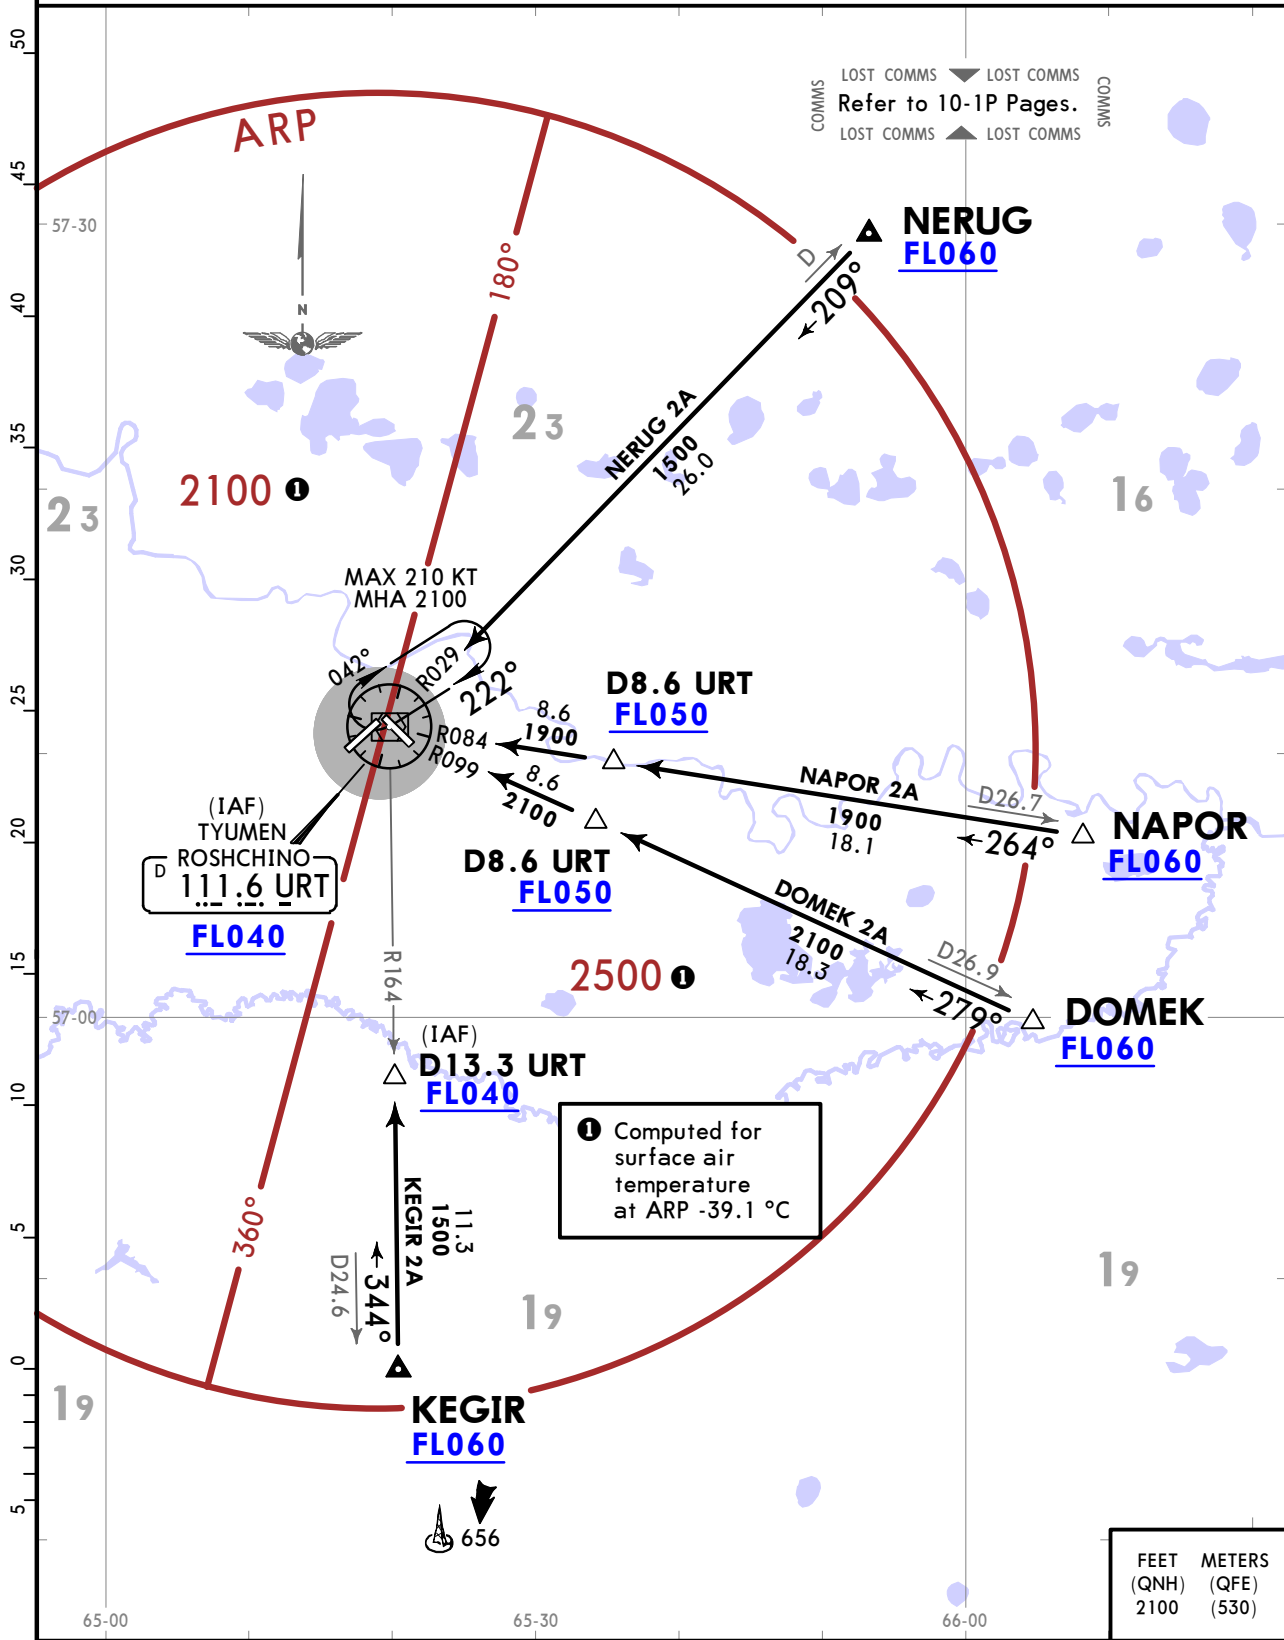 LOST COMMS LOST COMMS
COMMS
Refer to 10-1P Pages.
COMMS
LOST COMMS LOST COMMS
50
45
40
35
30
25
20
15
10
5
0
5
ARP
57-30
NERUG
FL060
D
209°
180°
N
NERUG 2A
1500
26.0
23
2100 1
23
16
MAX 210 KT
MHA 2100
042°
R029
222°
D8.6 URT
FL050
8.6
1900
R084
R099
8.6
2100
NAPOR 2A
1900
18.1
D26.7
264°
NAPOR
FL060
(IAF)
TYUMEN
ROSHCHINO
D 111.6 URT
FL040
D8.6 URT
FL050
DOMEK 2A
2100
18.3
D26.9
279°
DOMEK
FL060
R164
2500 1
57-00
(IAF)
D13.3 URT
FL040
1 Computed for
surface air
temperature
at ARP -39.1 °C
KEGIR 2A
1500
11.3
360°
D24.6
344°
19
19
19
KEGIR
FL060
656
FEET METERS
(QNH) (QFE)
2100 (530)
65-00
65-30
66-00